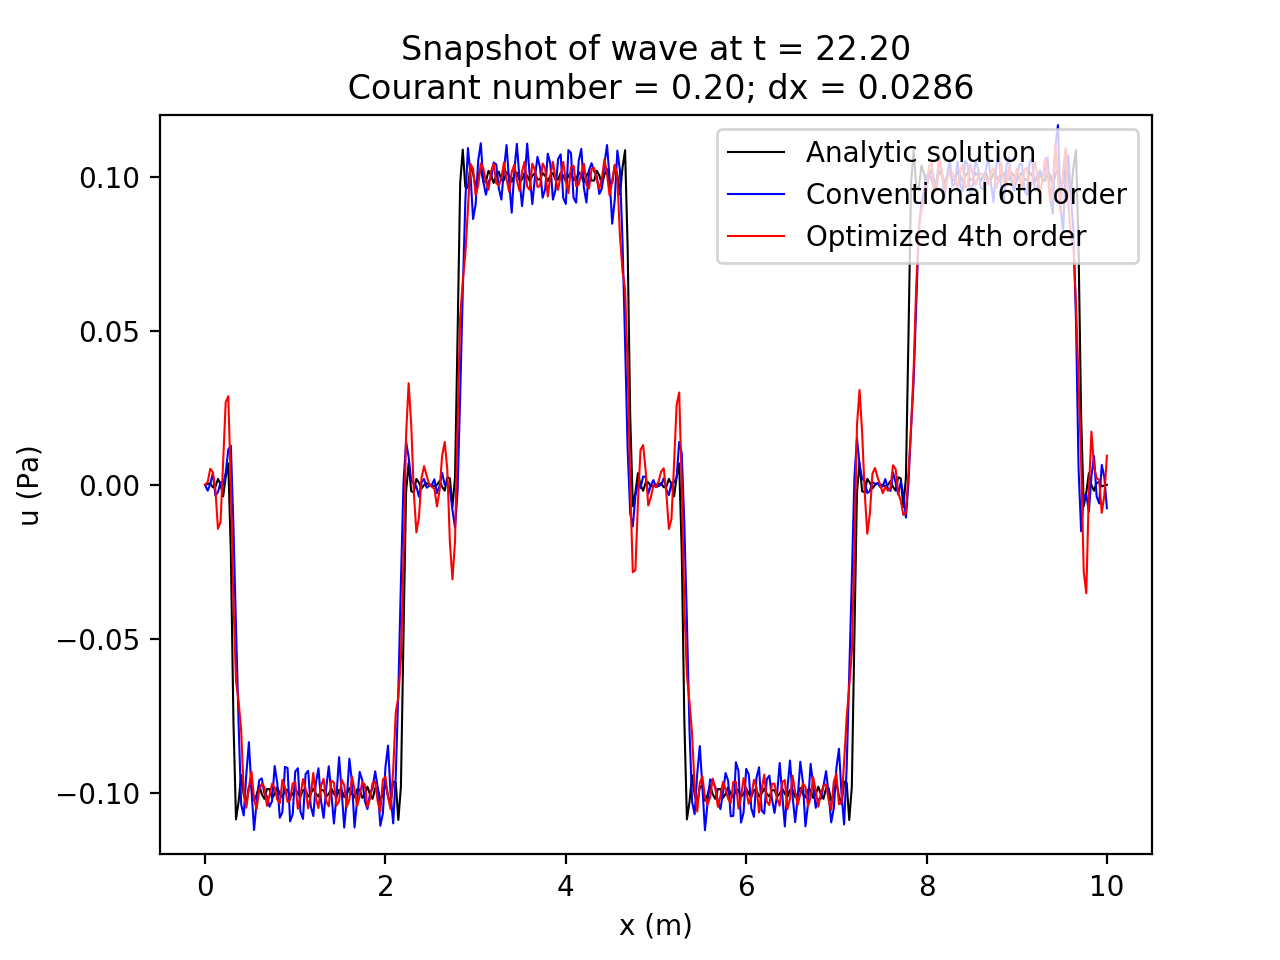 Snapshot of wave at t = 22.20
Courant number = 0.20; dx = 0.0286
Analytic solution
Conventional 6th order
Optimized 4th order
0.10
0.05
0.00
−0.05
−0.10
u (Pa)
0 2 4 6 8 10
x (m)